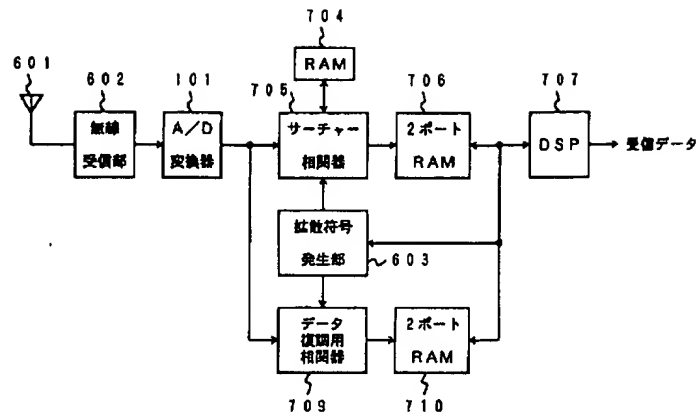 704
601
602
101
RAM
705
706
707
無線
受信部
A/D
変換器
サーチャー
相関器
2ポート
RAM
DSP
受信データ
拡散符号
発生部
603
データ
復調用
相関器
2ポート
RAM
709
710